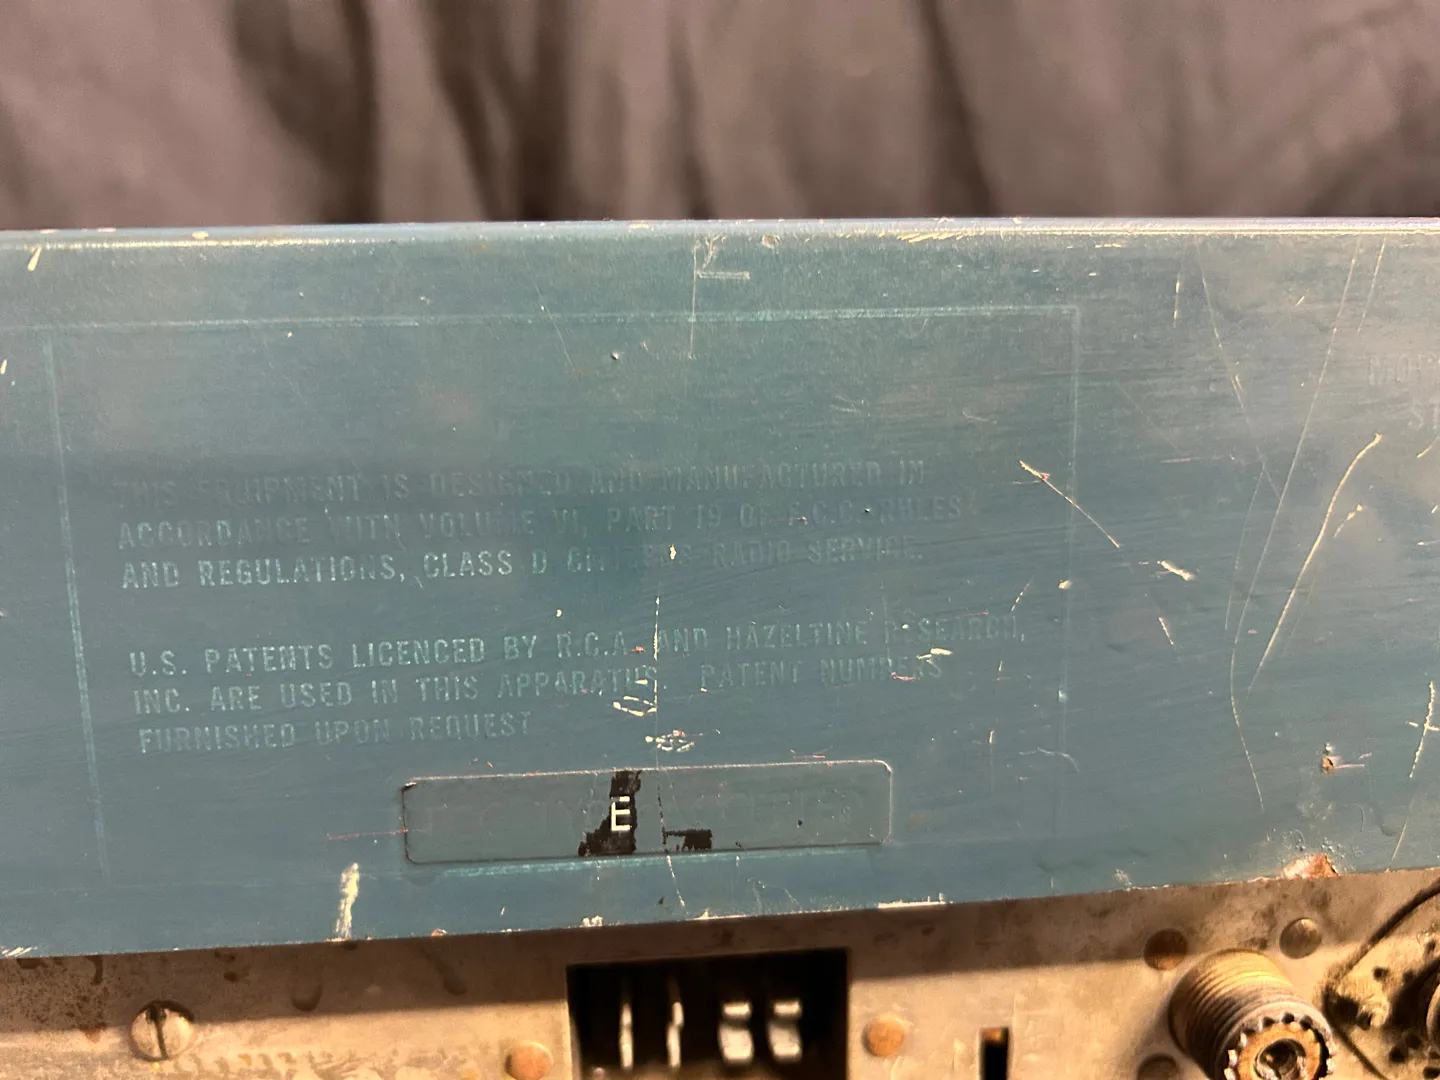 THIS EQUIPMENT IS DESIGNED AND MANUFACTURED IN
ACCORDANCE WITH VOLUME VI, PART 19 OF F.C.C. RULES
AND REGULATIONS, CLASS D CITIZENS RADIO SERVICE.
U.S. PATENTS LICENCED BY R.C.A. AND HAZELTINE RESEARCH,
INC. ARE USED IN THIS APPARATUS. PATENT NUMBERS
FURNISHED UPON REQUEST
E